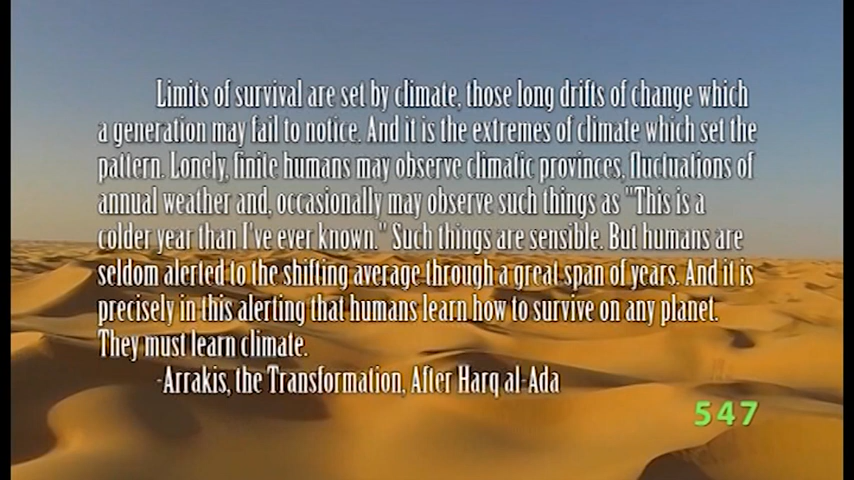 Limits of survival are set by climate, those long drifts of change which
a generation may fail to notice. And it is the extremes of climate which set the
pattern. Lonely, finite humans may observe climatic provinces, fluctuations of
annual weather and, occasionally may observe such things as "This is a
colder year than I've ever known." Such things are sensible. But humans are
seldom alerted to the shifting average through a great span of years. And it is
precisely in this alerting that humans learn how to survive on any planet.
They must learn climate.
-Arrakis, the Transformation, After Harq al-Ada
547